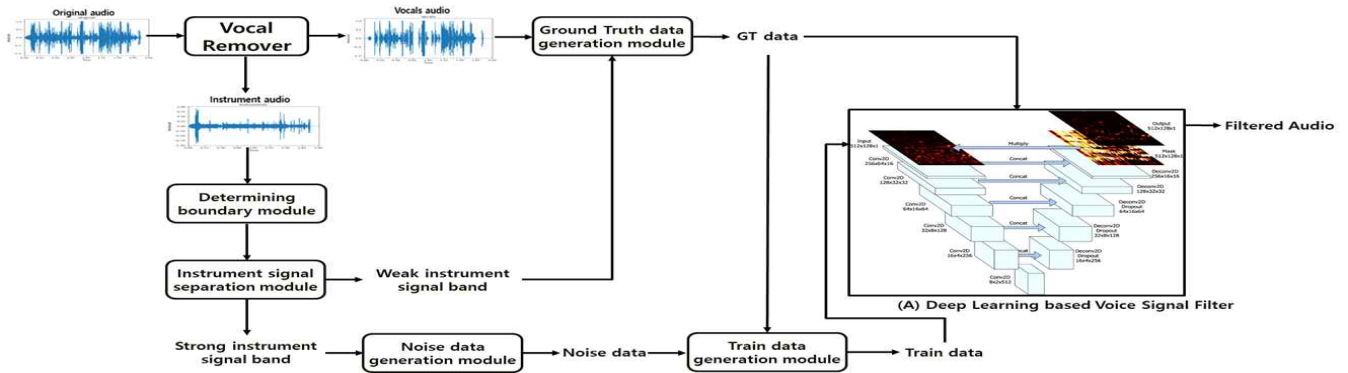 Original audio
Vocal
Remover
Vocals audio
Ground Truth data
generation module
GT data
Instrument audio
Determining
boundary module
Instrument signal
separation module
Weak instrument
signal band
Strong instrument
signal band
Noise data
generation module
Noise data
Train data
generation module
Train data
Input
512x128x1
Conv2D
256x64x16
Conv2D
128x32x32
Conv2D
64x16x64
Conv2D
32x8x128
Conv2D
16x4x256
Conv2D
8x2x512
Multiply
Concat
Concat
Concat
Concat
Concat
Output
512x128x1
Mask
512x128x1
Deconv2D
256x16x16
Deconv2D
128x32x32
Deconv2D
Dropout
64x16x64
Deconv2D
Dropout
32x8x128
Deconv2D
Dropout
16x4x256
(A) Deep Learning based Voice Signal Filter
Filtered Audio